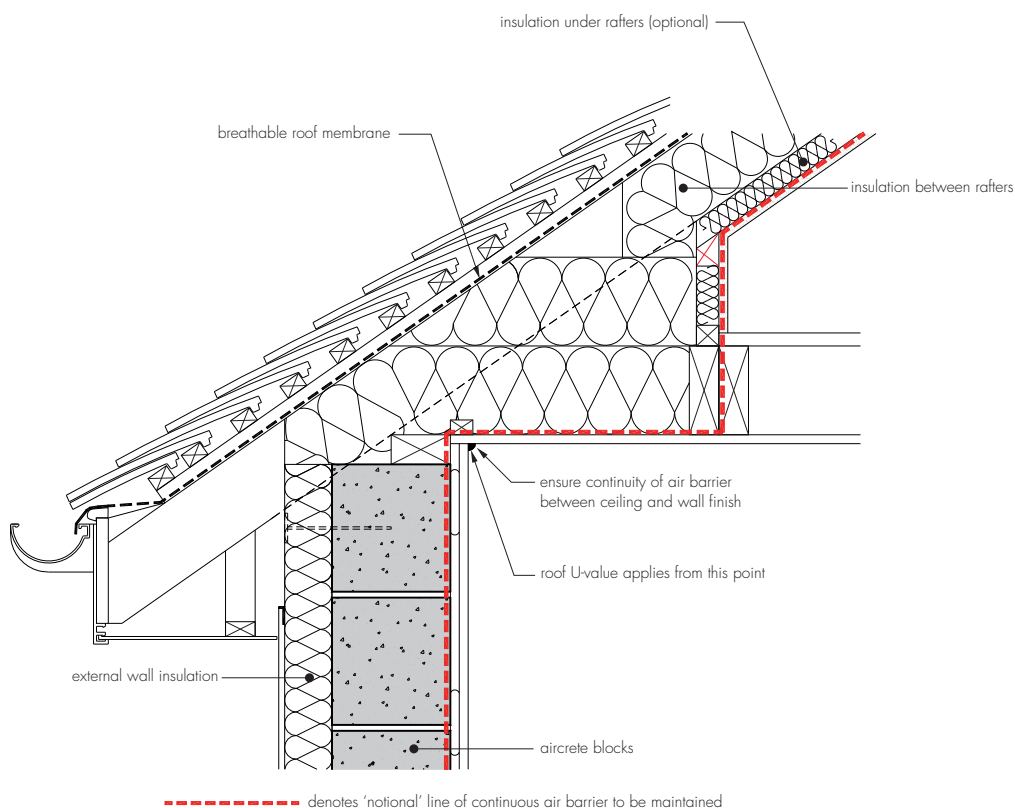 insulation under rafters (optional)
breathable roof membrane
insulation between rafters
ensure continuity of air barrier
between ceiling and wall finish
roof U-value applies from this point
external wall insulation
aircrete blocks
denotes ‘notional’ line of continuous air barrier to be maintained